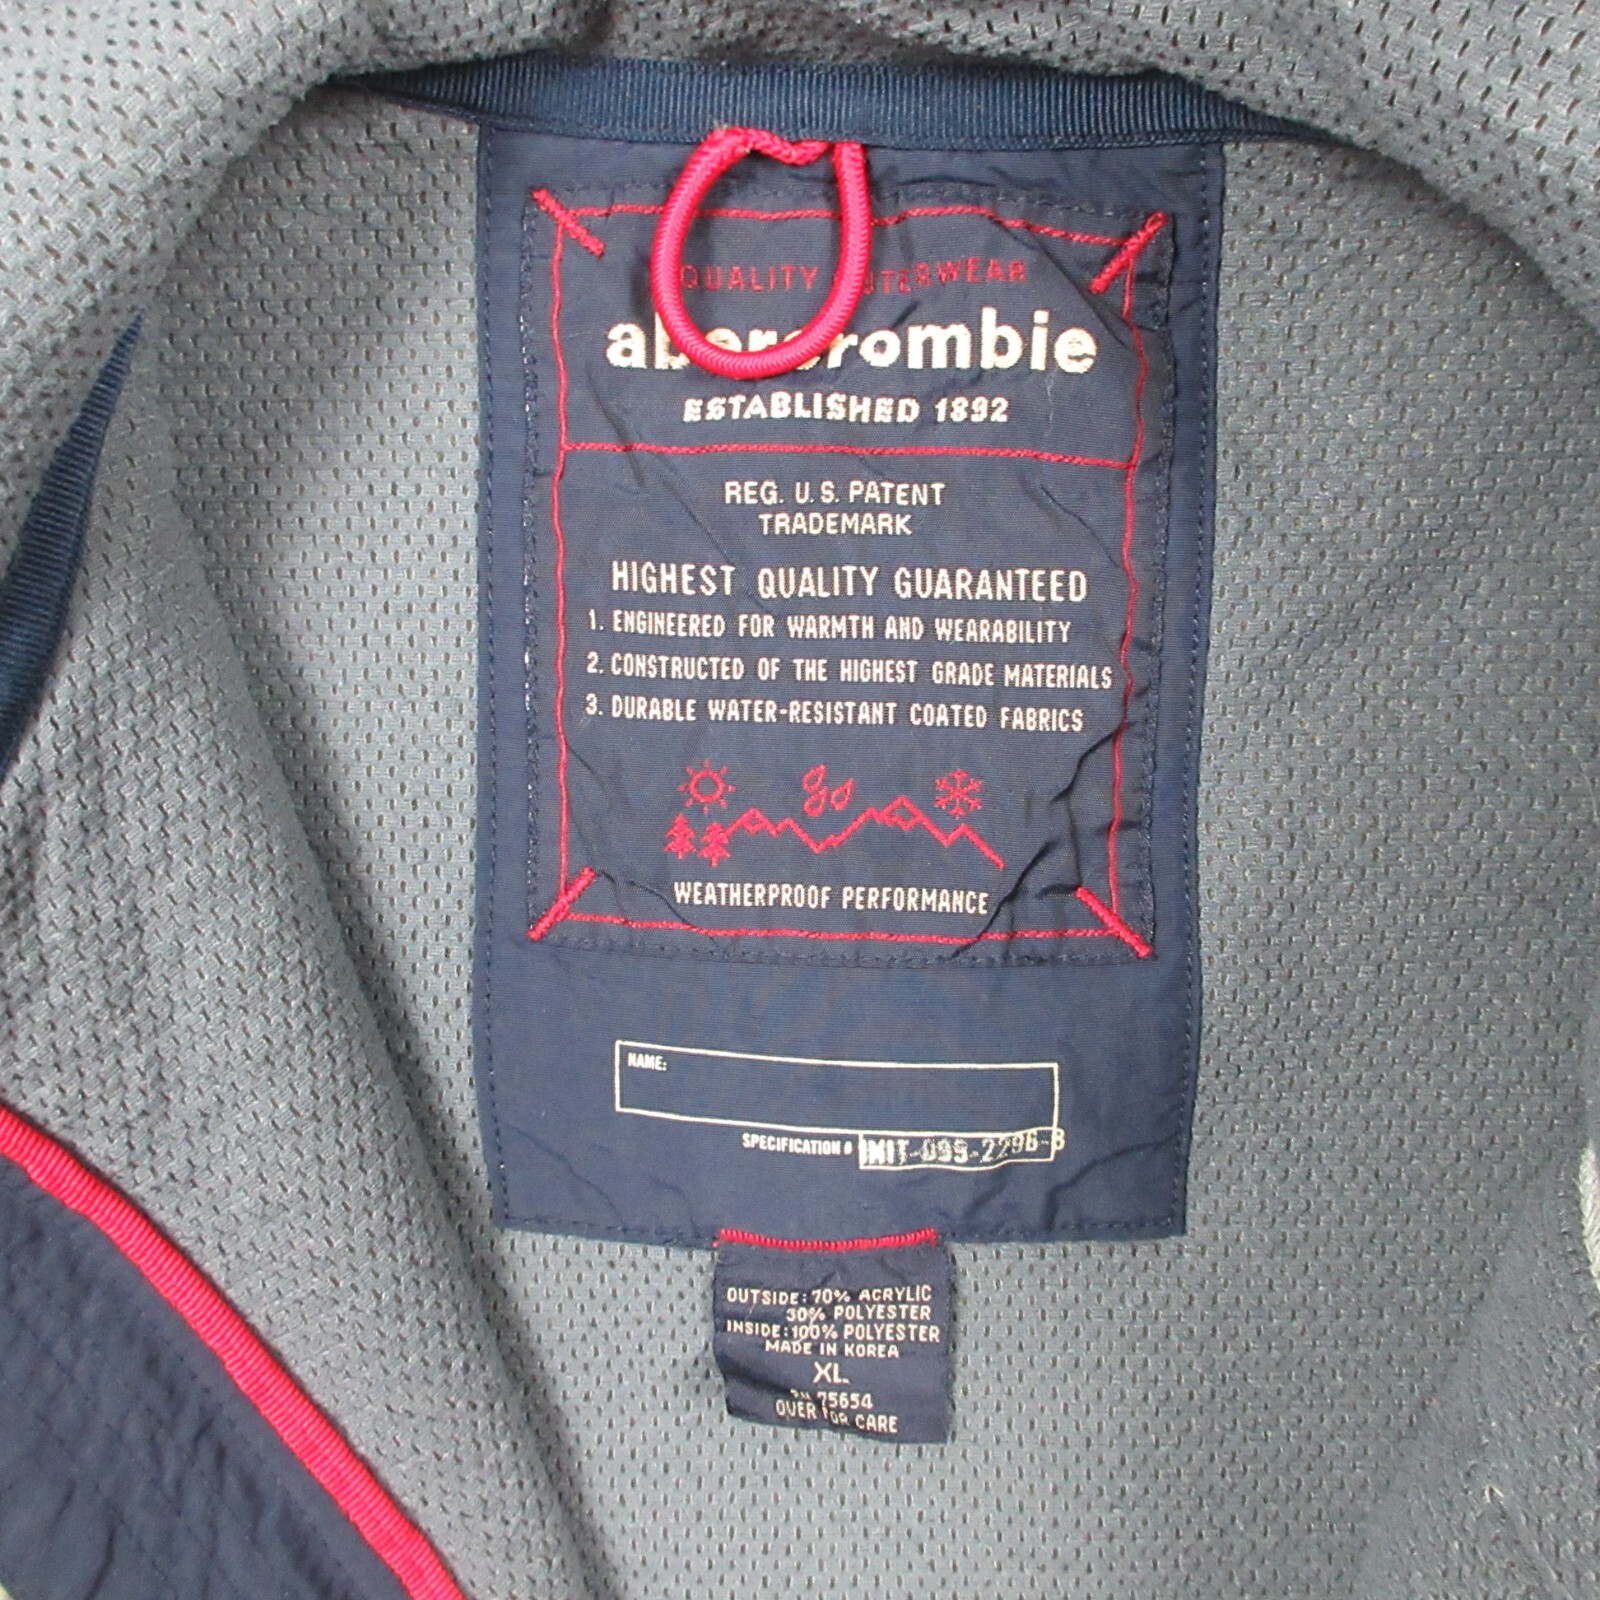 QUALITY OUTERWEAR
abercrombie
ESTABLISHED 1892
REG. U.S. PATENT
TRADEMARK
HIGHEST QUALITY GUARANTEED
1. ENGINEERED FOR WARMTH AND WEARABILITY
2. CONSTRUCTED OF THE HIGHEST GRADE MATERIALS
3. DURABLE WATER-RESISTANT COATED FABRICS
WEATHERPROOF PERFORMANCE
NAME:
SPECIFICATION #
OUTSIDE: 70% ACRYLIC
30% POLYESTER
INSIDE: 100% POLYESTER
MADE IN KOREA
XL
RN 75654
OVER FOR CARE